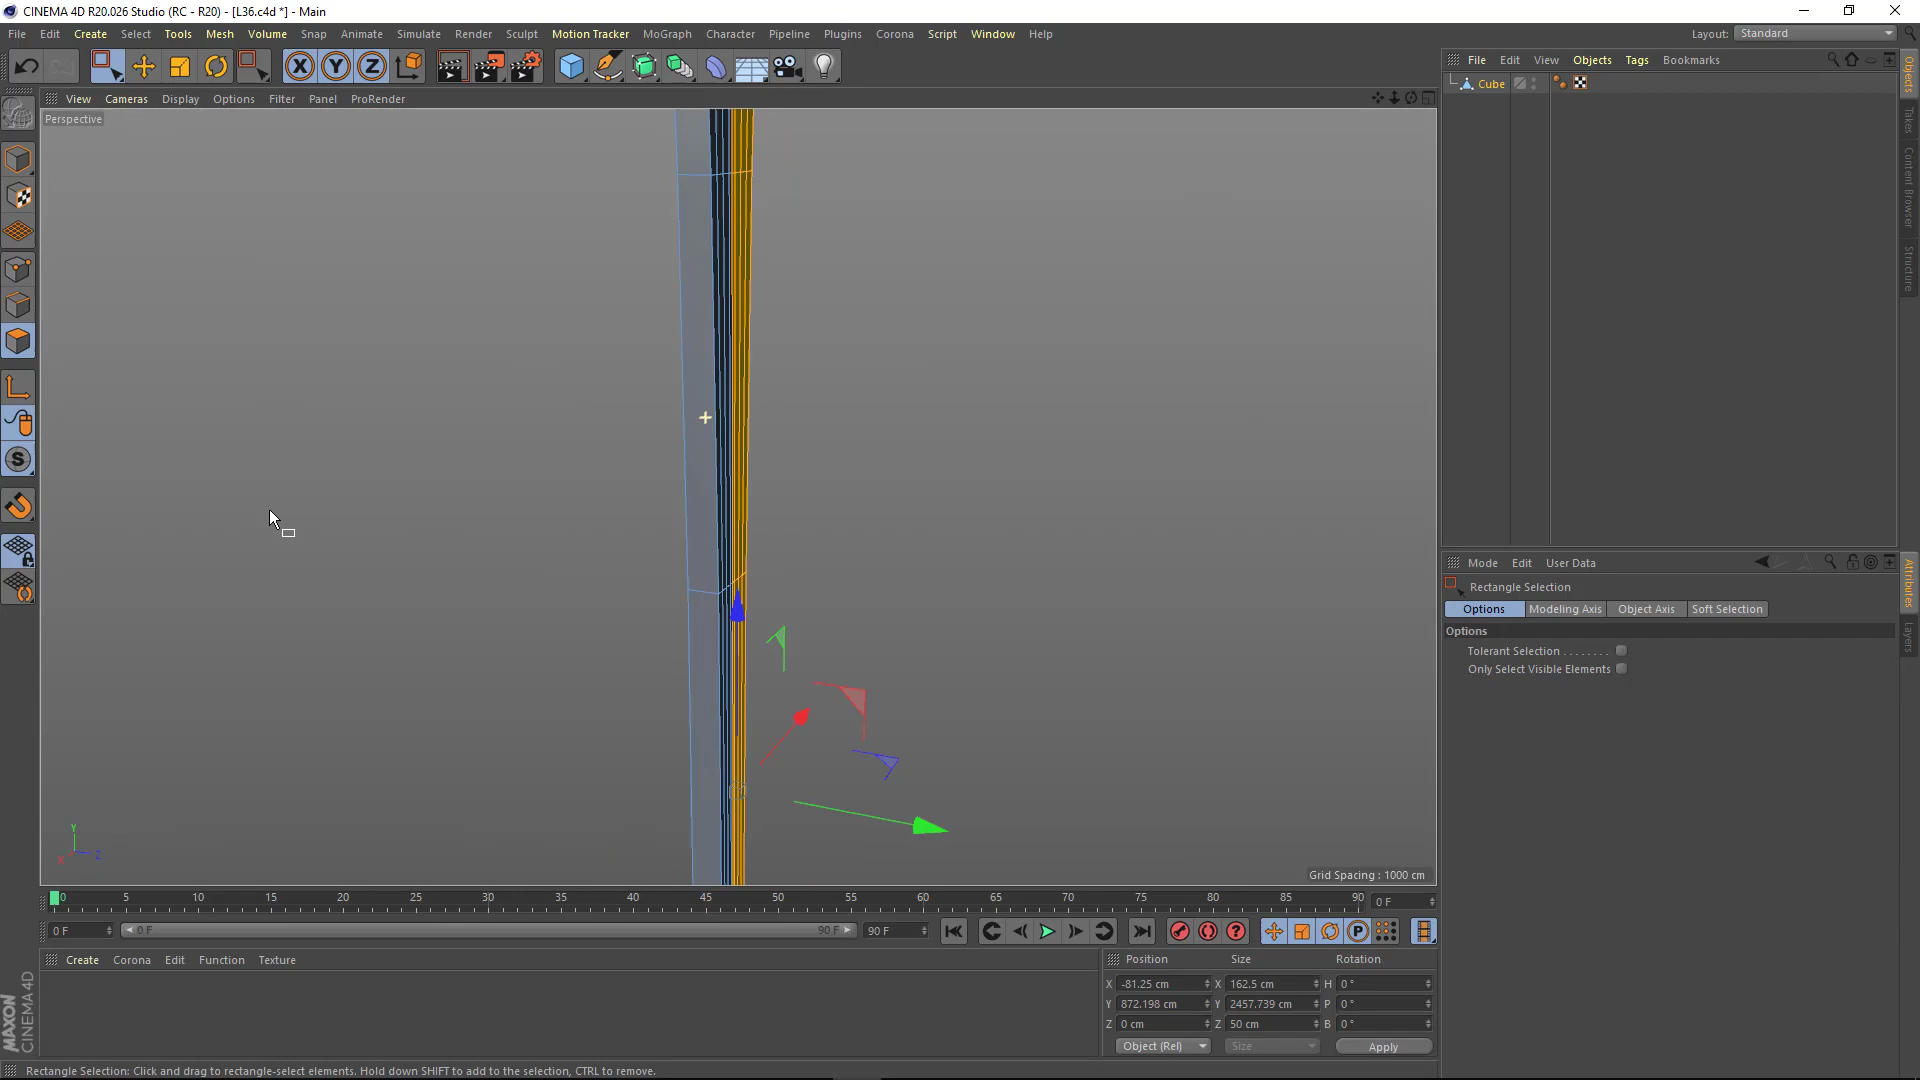 CINEMA 4D R20.026 Studio (RC - R20) - [L36.c4d *] - Main
File Edit Create Select Tools Mesh Volume Snap Animate Simulate Render Sculpt Motion Tracker MoGraph Character Pipeline Plugins Corona Script Window Help Layout: Standard
File Edit View Objects Tags Bookmarks
Cube
View Cameras Display Options Filter Panel ProRender
Perspective
Objects
Takes
Content Browser
Structure
Mode Edit User Data
Rectangle Selection
Options Modeling Axis Object Axis Soft Selection
Options
Tolerant Selection . . . . . . . .
Only Select Visible Elements
Attributes
Layers
Y
X
Z
Grid Spacing : 1000 cm
0 5 10 15 20 25 30 35 40 45 50 55 60 65 70 75 80 85 90 0 F
0 F 0 F 90 F 90 F P
Create Corona Edit Function Texture
Position Size Rotation
X -81.25 cm X 162.5 cm H 0 °
Y 872.198 cm Y 2457.739 cm P 0 °
Z 0 cm Z 50 cm B 0 °
Object (Rel) Size Apply
MAXON
CINEMA 4D
Rectangle Selection: Click and drag to rectangle-select elements. Hold down SHIFT to add to the selection, CTRL to remove.